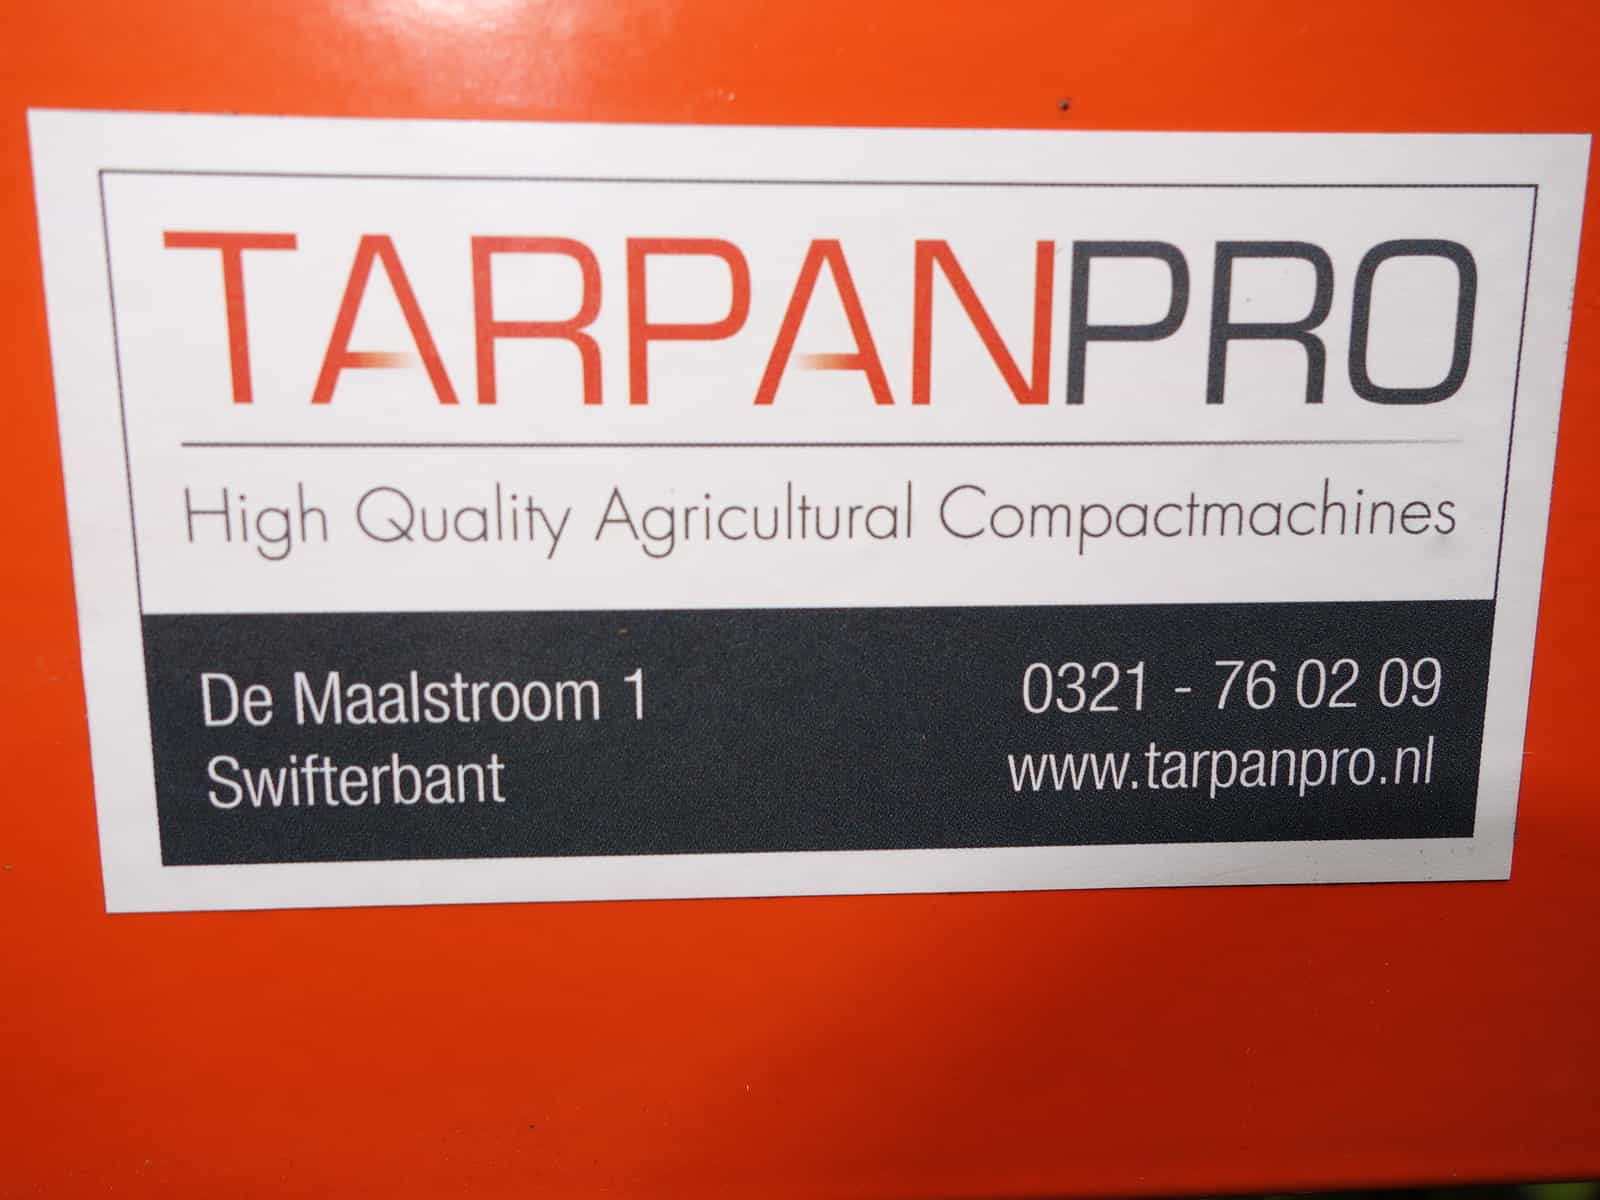 TARPANPRO
High Quality Agricultural Compactmachines
De Maalstroom 1
Swifterbant
0321 - 76 02 09
www.tarpanpro.nl